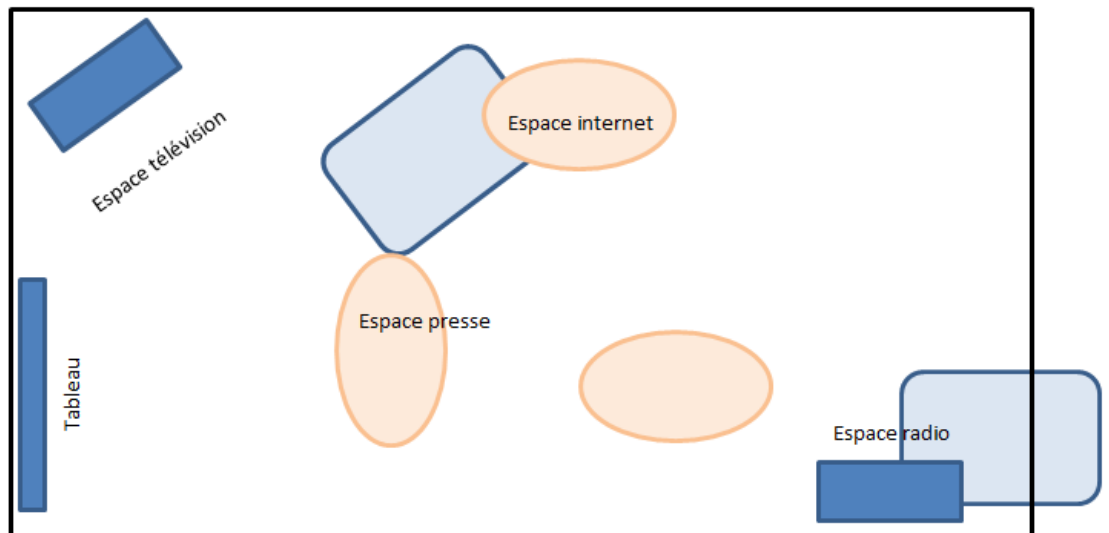 Espace internet
Espace télévision
Espace presse
Tableau
Espace radio